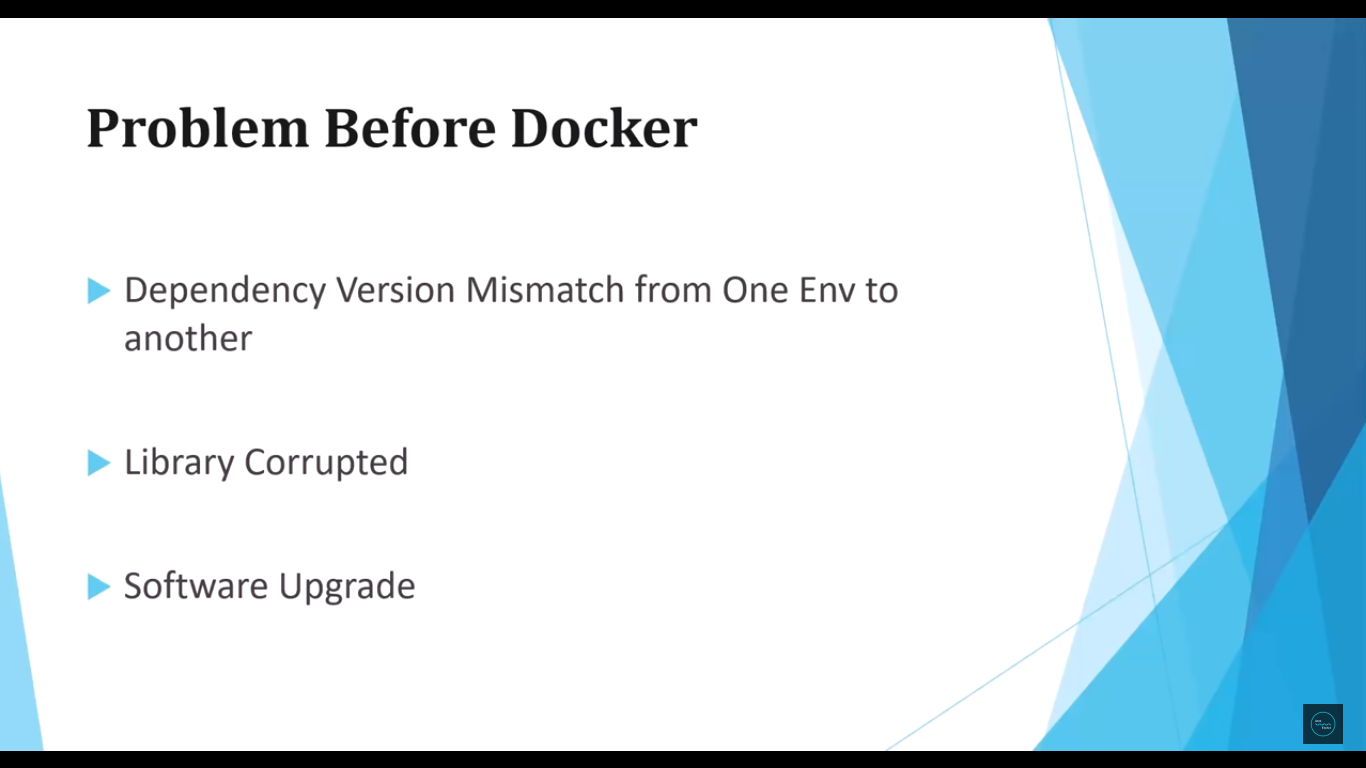 Problem Before Docker
Dependency Version Mismatch from One Env to
another
Library Corrupted
Software Upgrade